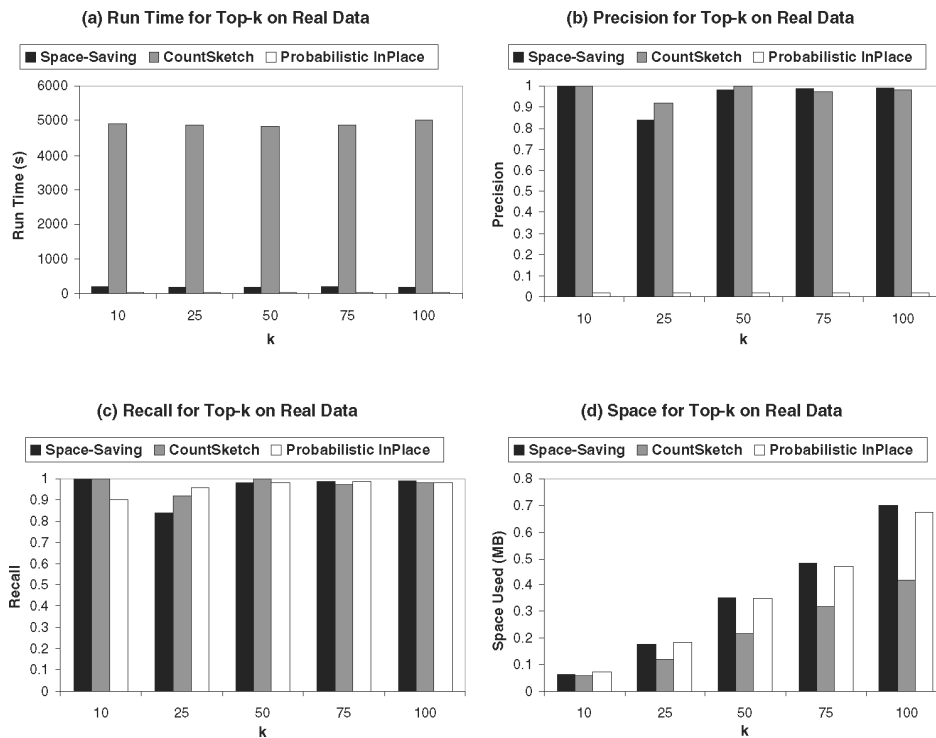 (a) Run Time for Top-k on Real Data
Space-Saving CountSketch Probabilistic InPlace
6000
5000
4000
3000
2000
1000
0
Run Time (s)
10 25 50 75 100
k
(b) Precision for Top-k on Real Data
Space-Saving CountSketch Probabilistic InPlace
1
0.9
0.8
0.7
0.6
0.5
0.4
0.3
0.2
0.1
0
Precision
10 25 50 75 100
k
(c) Recall for Top-k on Real Data
Space-Saving CountSketch Probabilistic InPlace
1
0.9
0.8
0.7
0.6
0.5
0.4
0.3
0.2
0.1
0
Recall
10 25 50 75 100
k
(d) Space for Top-k on Real Data
Space-Saving CountSketch Probabilistic InPlace
0.8
0.7
0.6
0.5
0.4
0.3
0.2
0.1
0
Space Used (MB)
10 25 50 75 100
k